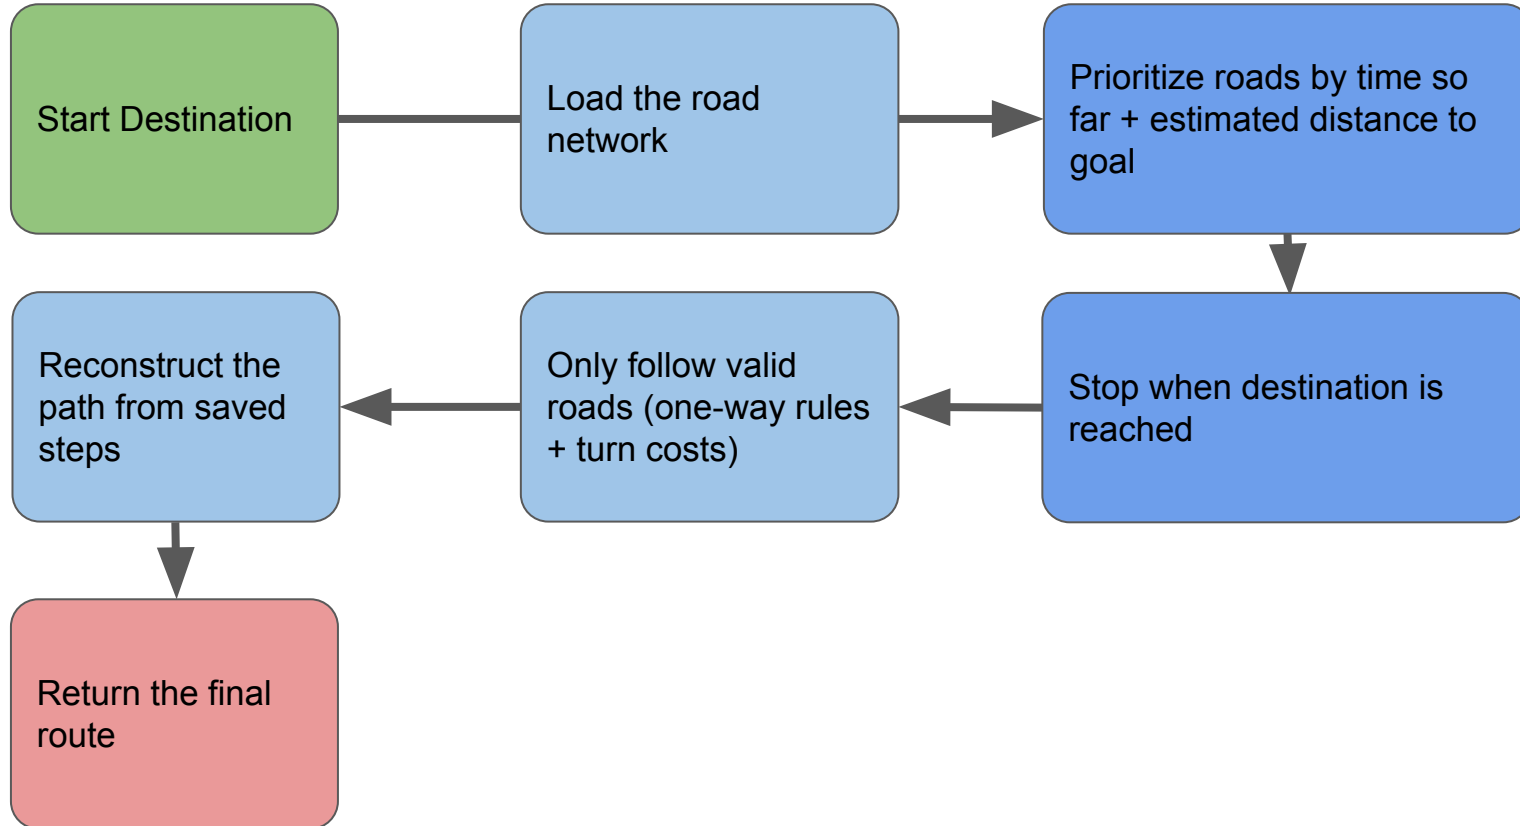 Start Destination
Load the road
network
Prioritize roads by time so
far + estimated distance to
goal
Stop when destination is
reached
Only follow valid
roads (one-way rules
+ turn costs)
Reconstruct the
path from saved
steps
Return the final
route